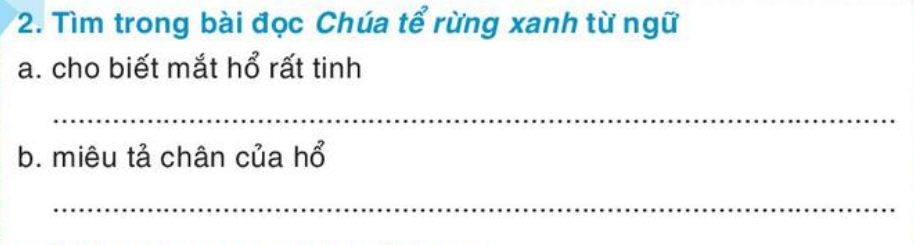 2. Tìm trong bài đọc Chúa tể rừng xanh từ ngữ
a. cho biết mắt hổ rất tinh
........................................................................................................
b. miêu tả chân của hổ
........................................................................................................